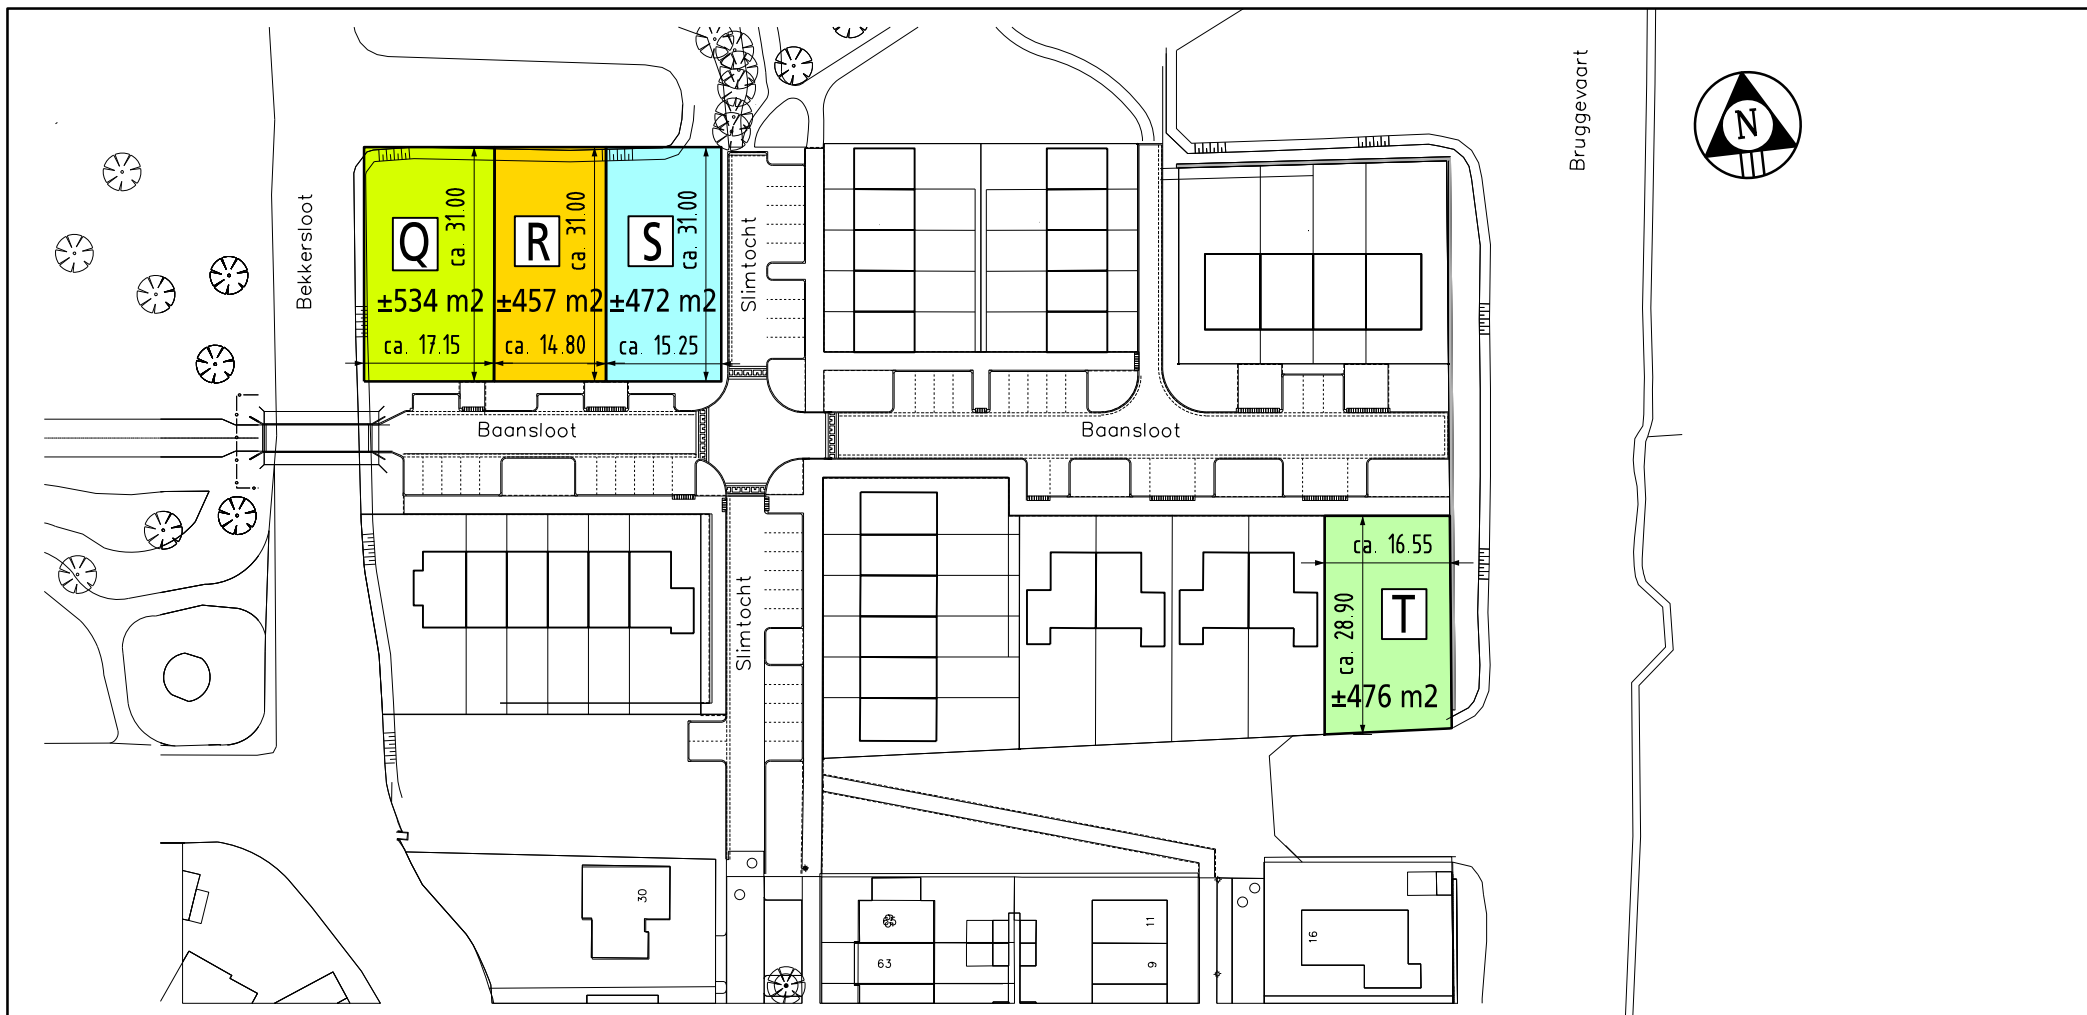 Bruggevaart
N
Bekkersloot
Q
ca. 31.00
±534 m2
ca. 17.15
R
ca. 31.00
±457 m2
ca. 14.80
S
ca. 31.00
±472 m2
ca. 15.25
Slimtocht
Baansloot
Baansloot
Slimtocht
ca. 16.55
ca. 28.90
T
±476 m2
30
63
11
9
16